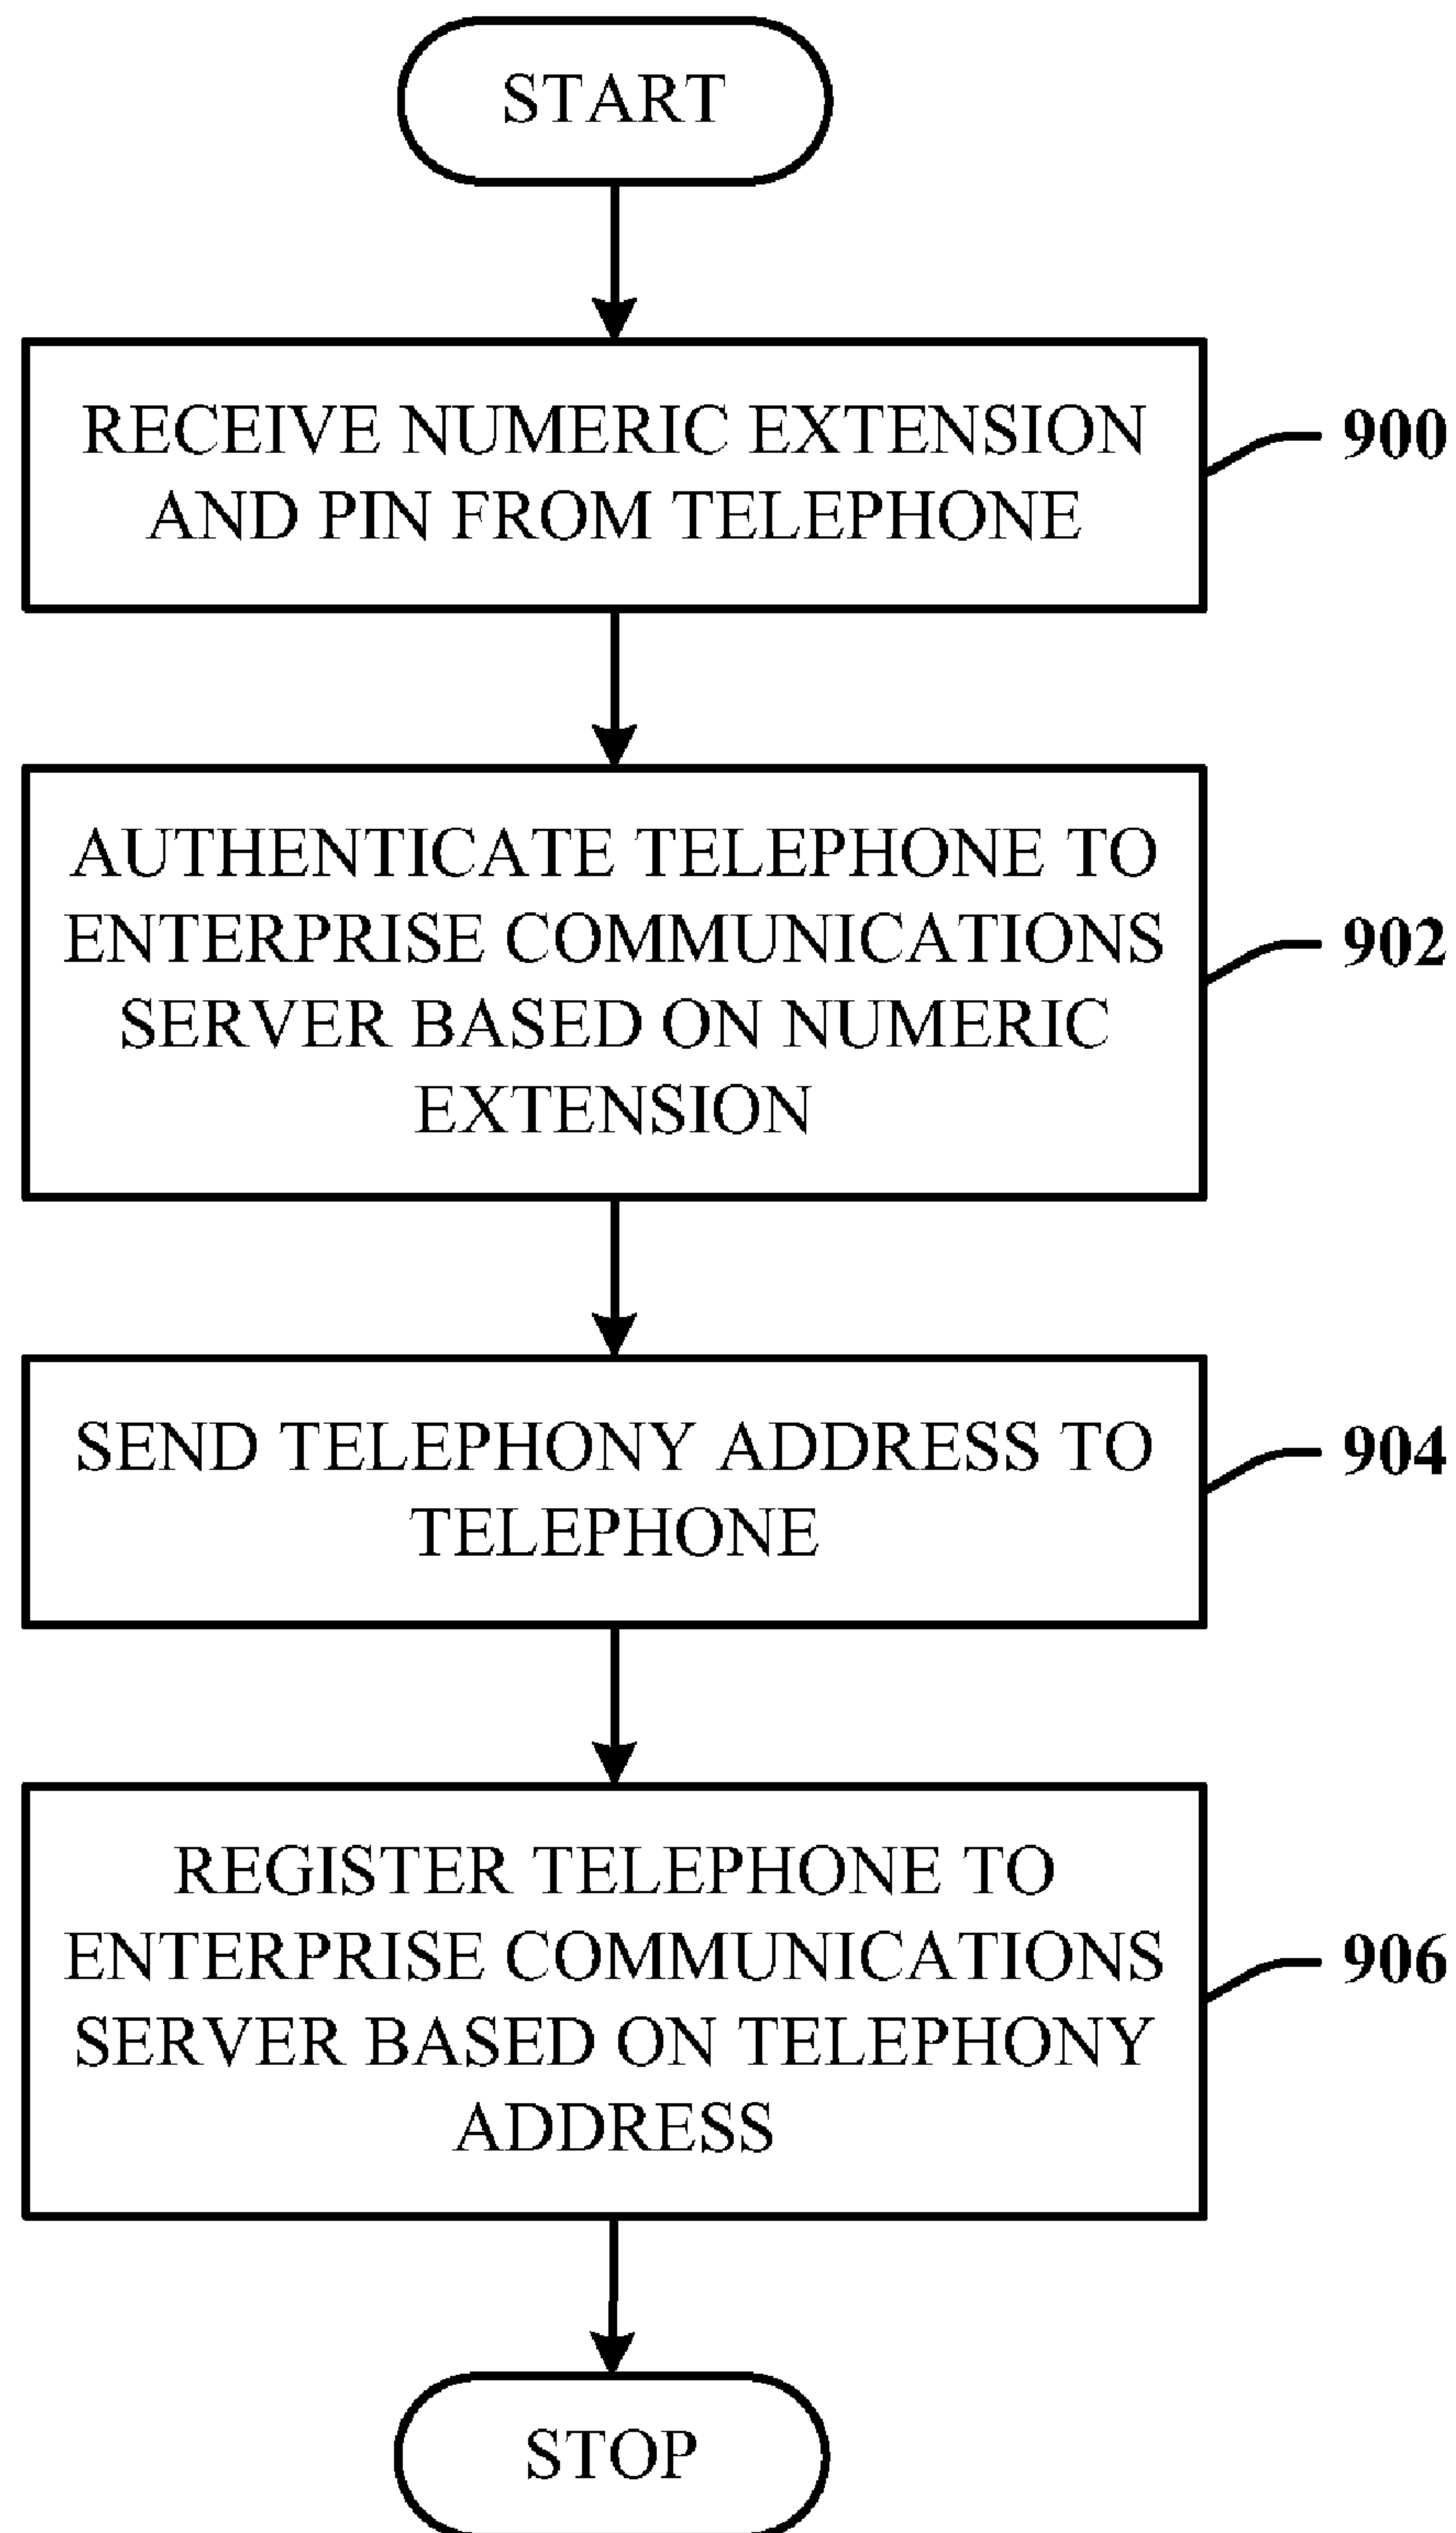 START
RECEIVE NUMERIC EXTENSION
AND PIN FROM TELEPHONE
900
AUTHENTICATE TELEPHONE TO
ENTERPRISE COMMUNICATIONS
SERVER BASED ON NUMERIC
EXTENSION
902
SEND TELEPHONY ADDRESS TO
TELEPHONE
904
REGISTER TELEPHONE TO
ENTERPRISE COMMUNICATIONS
SERVER BASED ON TELEPHONY
ADDRESS
906
STOP